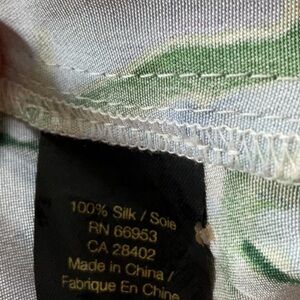 100% Silk / Soie
RN 66953
CA 28402
Made in China /
Fabrique En Chine